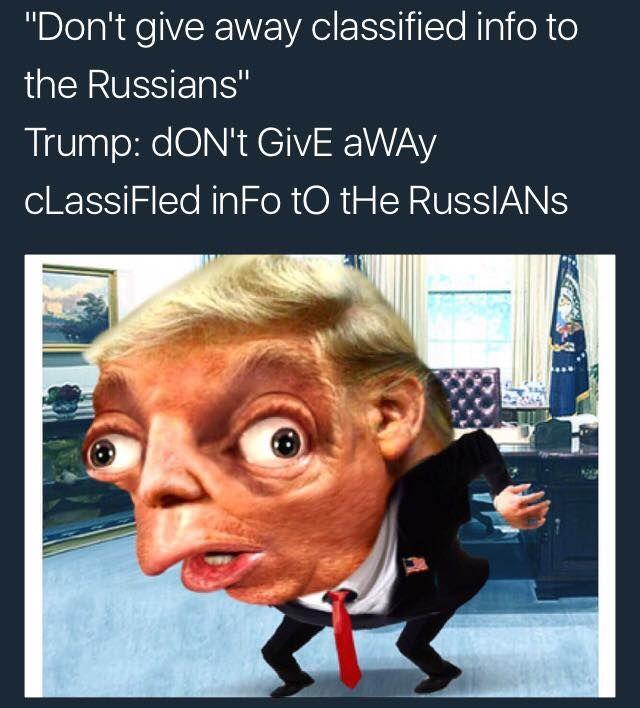 "Don't give away classified info to
the Russians"
Trump: dON't GivE aWAy
cLassiFIed inFo tO tHe RussIANs